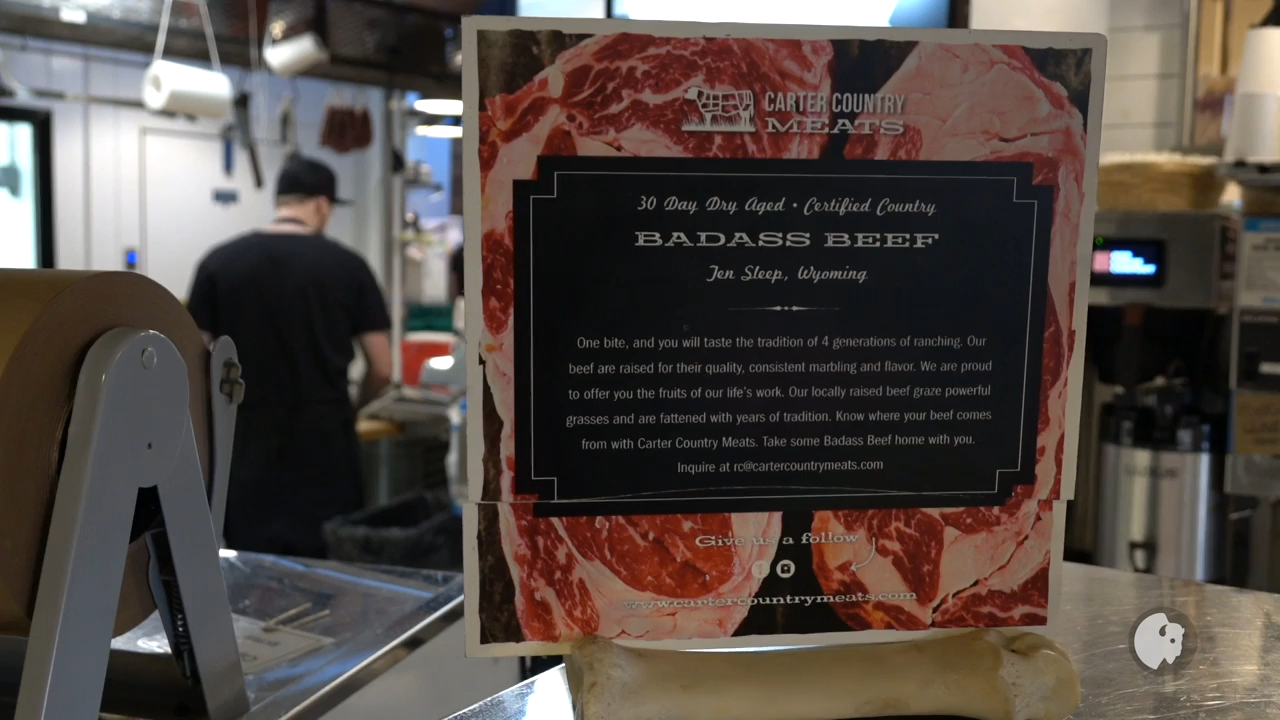 CARTER COUNTRY
MEATS
30 Day Dry Aged • Certified Country
BADASS BEEF
Ten Sleep, Wyoming
One bite, and you will taste the tradition of 4 generations of ranching. Our
beef are raised for their quality, consistent marbling and flavor. We are proud
to offer you the fruits of our life's work. Our locally raised beef graze powerful
grasses and are fattened with years of tradition. Know where your beef comes
from with Carter Country Meats. Take some Badass Beef home with you.
Inquire at rc@cartercountrymeats.com
Give us a follow
www.cartercountrymeats.com